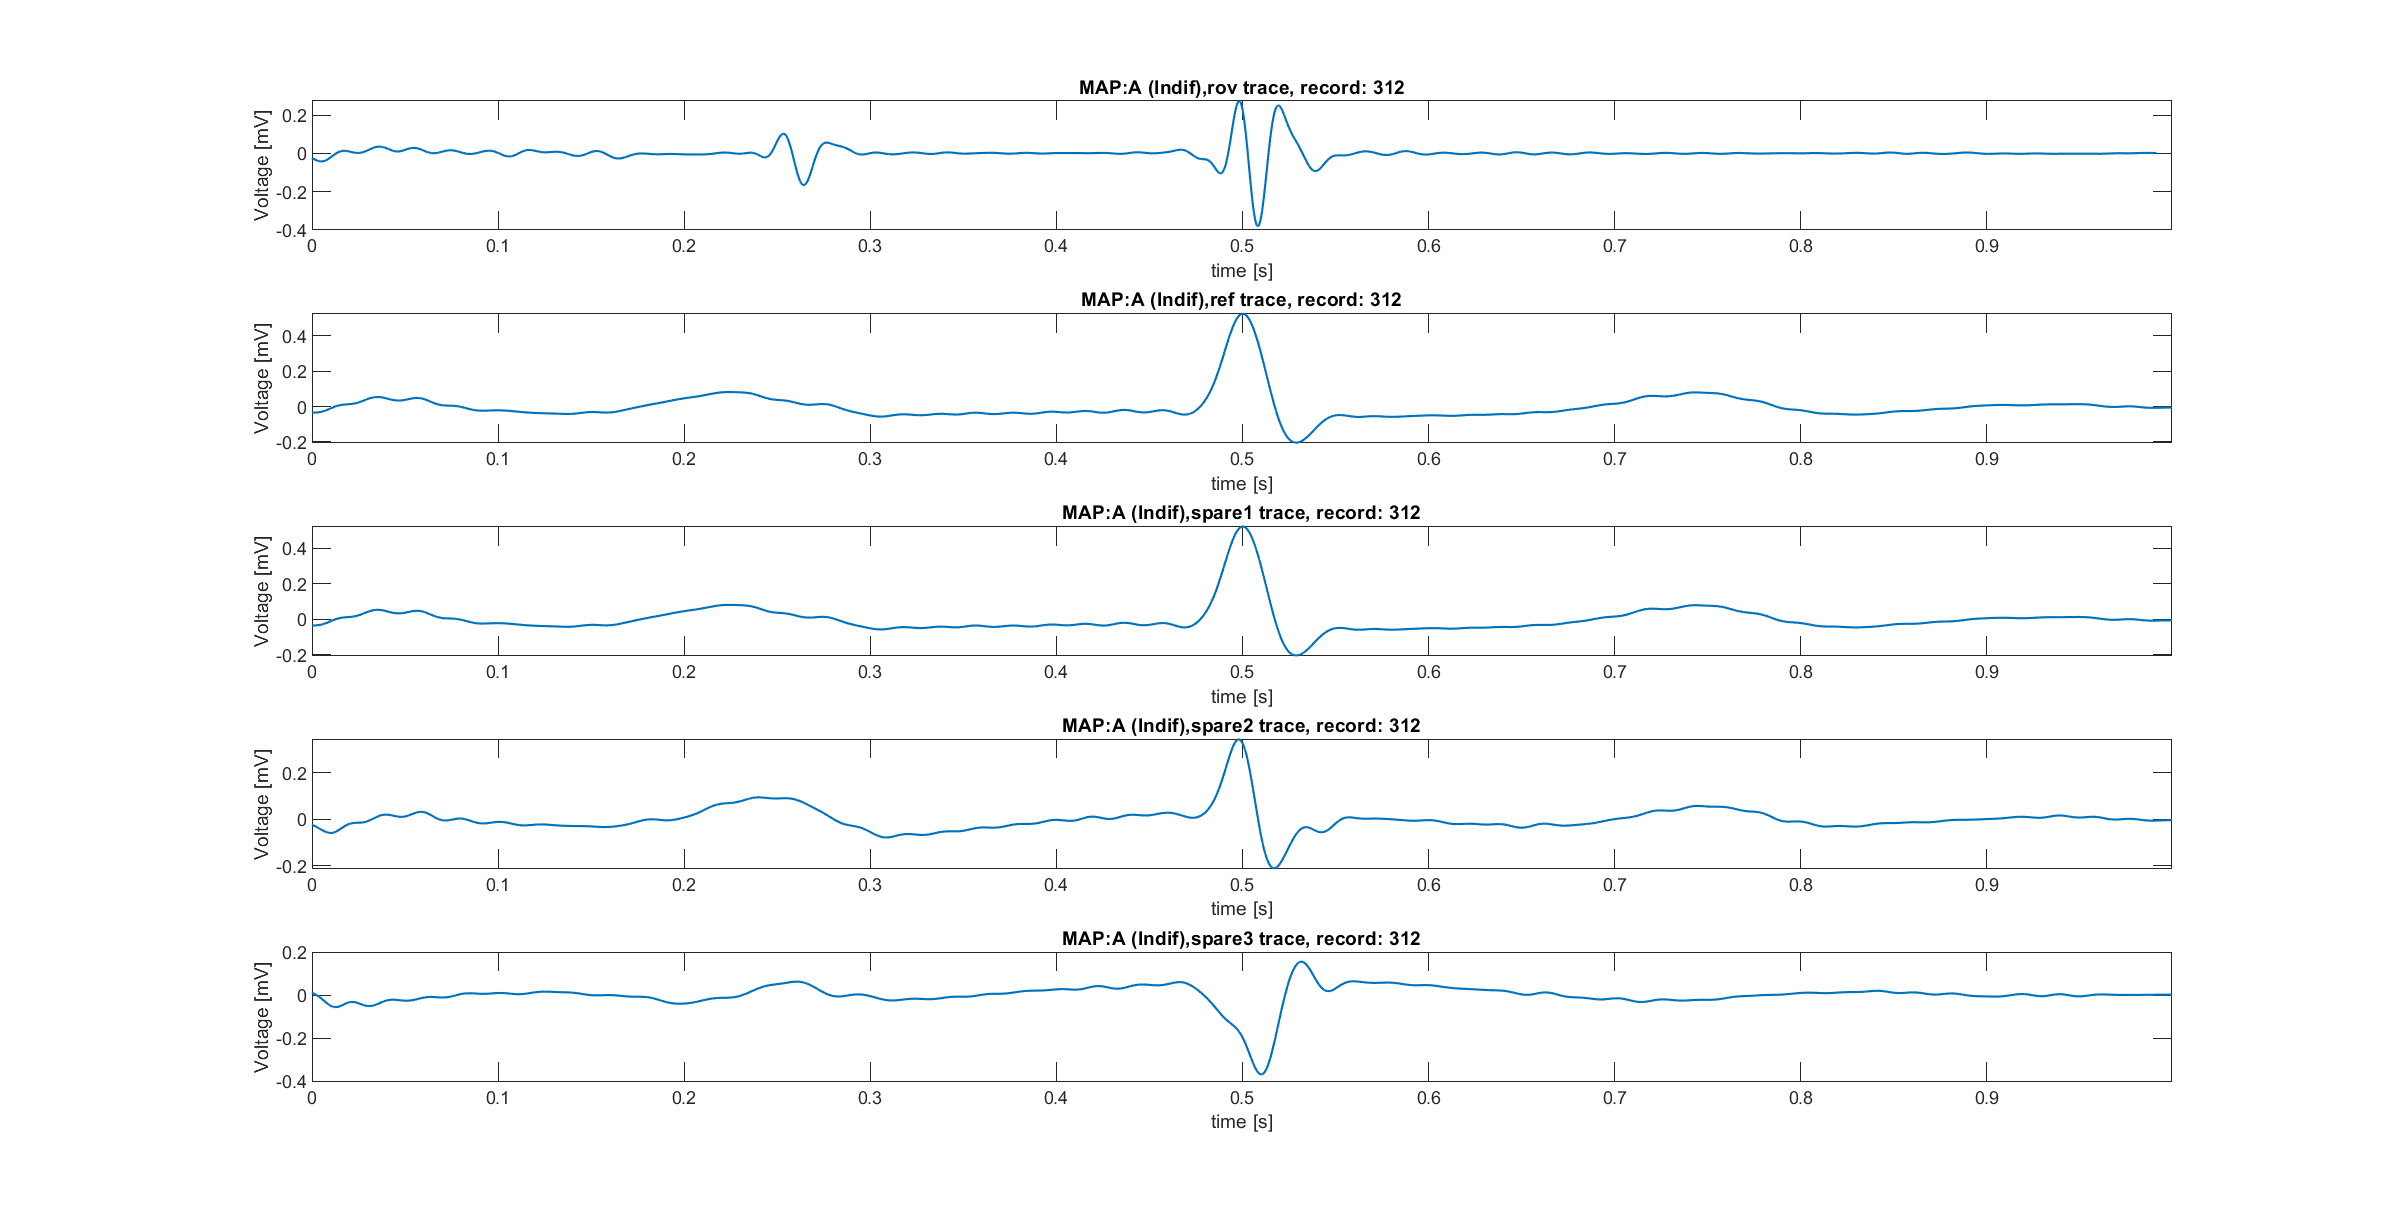 MAP:A (Indif),rov trace, record: 312
Voltage [mV]
0.2
0
-0.2
-0.4
0 0.1 0.2 0.3 0.4 0.5 0.6 0.7 0.8 0.9
time [s]
MAP:A (Indif),ref trace, record: 312
Voltage [mV]
0.4
0.2
0
-0.2
0 0.1 0.2 0.3 0.4 0.5 0.6 0.7 0.8 0.9
time [s]
MAP:A (Indif),spare1 trace, record: 312
Voltage [mV]
0.4
0.2
0
-0.2
0 0.1 0.2 0.3 0.4 0.5 0.6 0.7 0.8 0.9
time [s]
MAP:A (Indif),spare2 trace, record: 312
Voltage [mV]
0.2
0
-0.2
0 0.1 0.2 0.3 0.4 0.5 0.6 0.7 0.8 0.9
time [s]
MAP:A (Indif),spare3 trace, record: 312
Voltage [mV]
0.2
0
-0.2
-0.4
0 0.1 0.2 0.3 0.4 0.5 0.6 0.7 0.8 0.9
time [s]